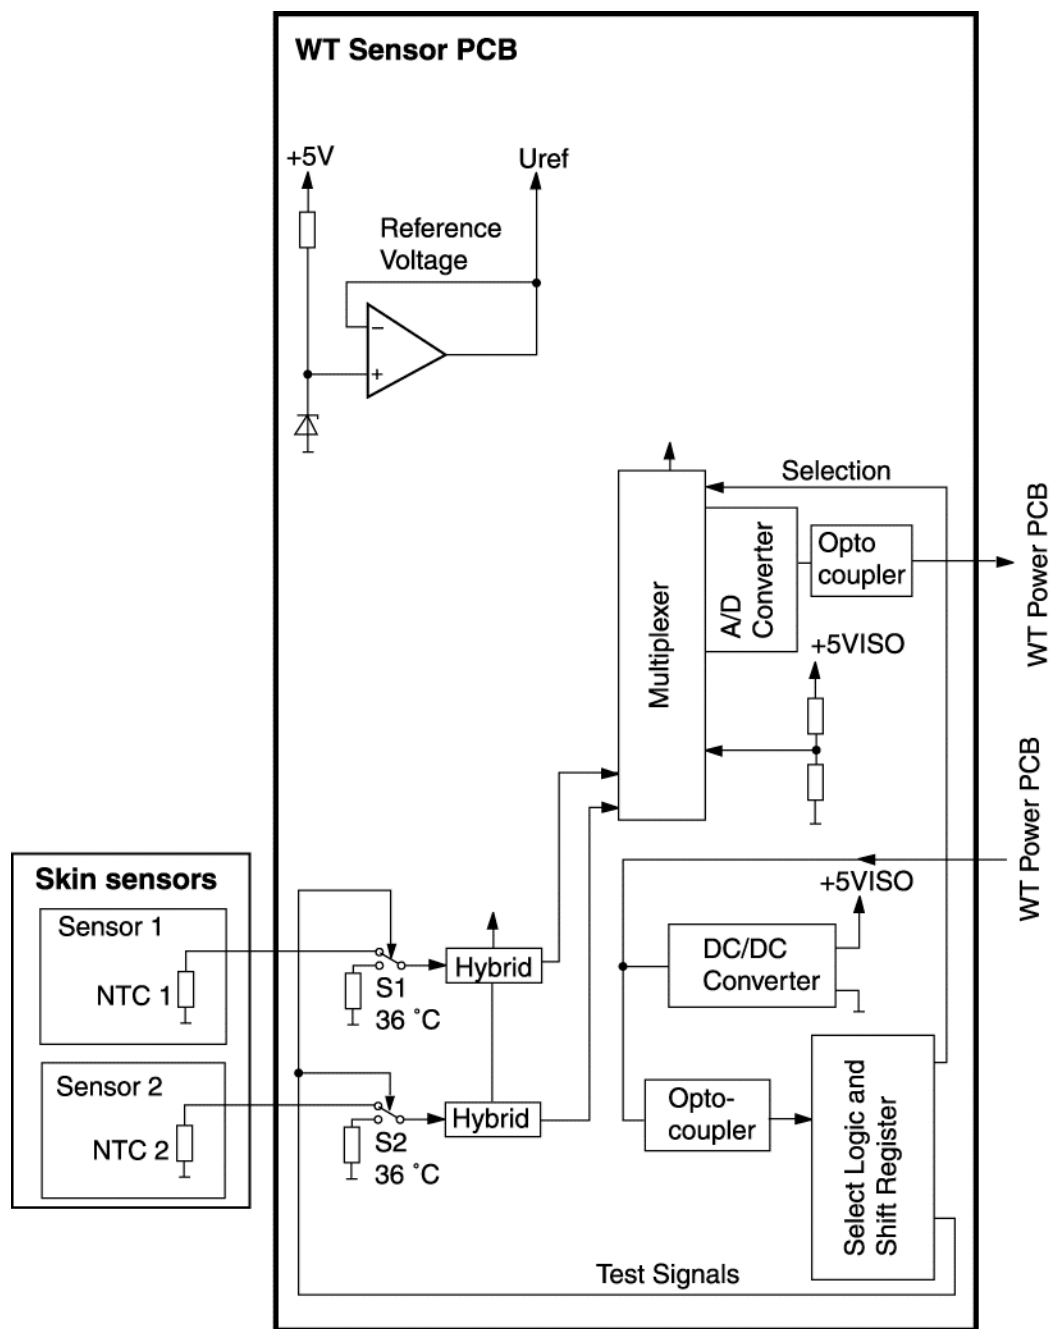 WT Sensor PCB
+5V
Uref
Reference
Voltage
−
+
Selection
Multiplexer
A/D
Converter
Opto
coupler
WT Power PCB
+5VISO
WT Power PCB
+5VISO
DC/DC
Converter
Skin sensors
Sensor 1
NTC 1
S1
36 °C
Hybrid
Sensor 2
NTC 2
S2
36 °C
Hybrid
Opto-
coupler
Select Logic and
Shift Register
Test Signals